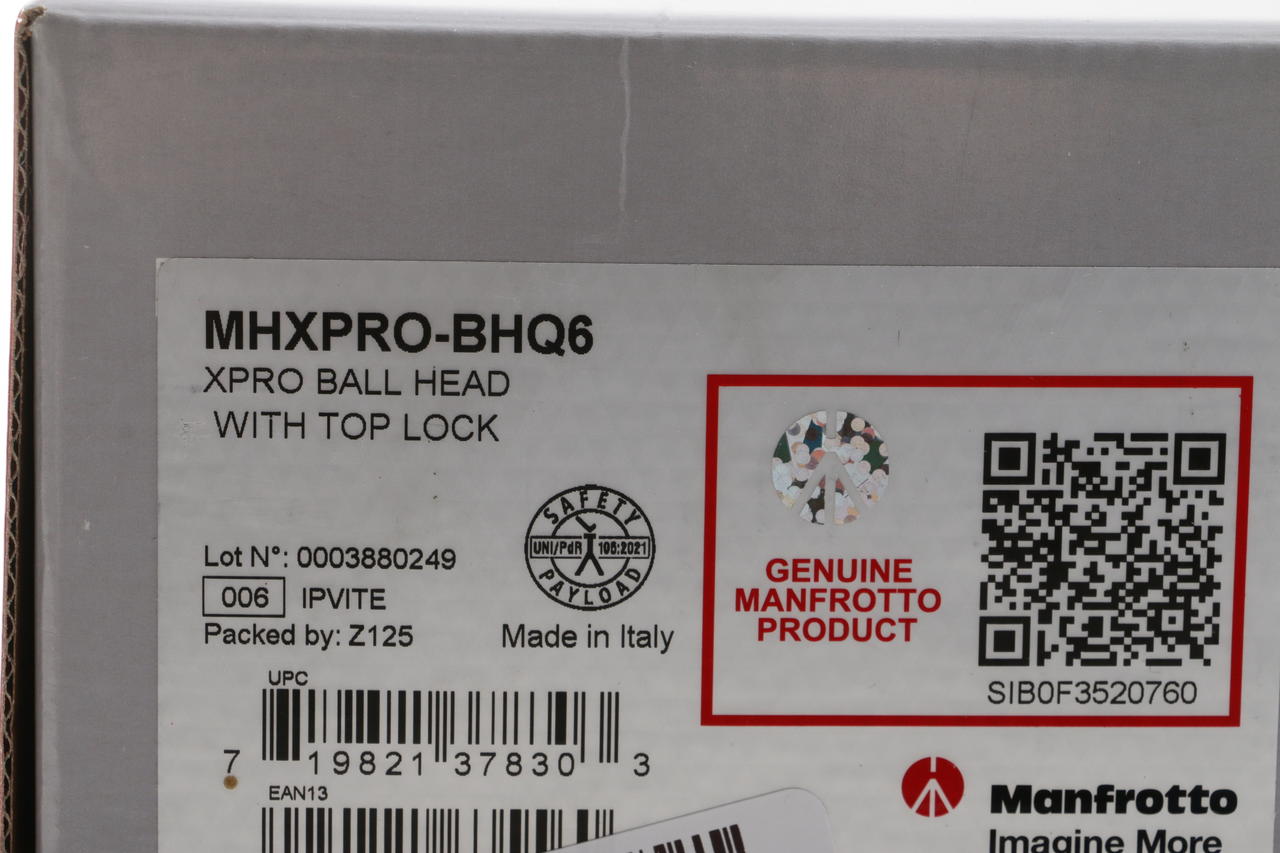 MHXPRO-BHQ6
XPRO BALL HEAD
WITH TOP LOCK
Lot N°: 0003880249
006 IPVITE
Packed by: Z125
SAFETY
UNI/PdR 106:2021
PAYLOAD
Made in Italy
GENUINE
MANFROTTO
PRODUCT
SIB0F3520760
UPC
7 19821 37830 3
EAN13
Manfrotto
Imagine More